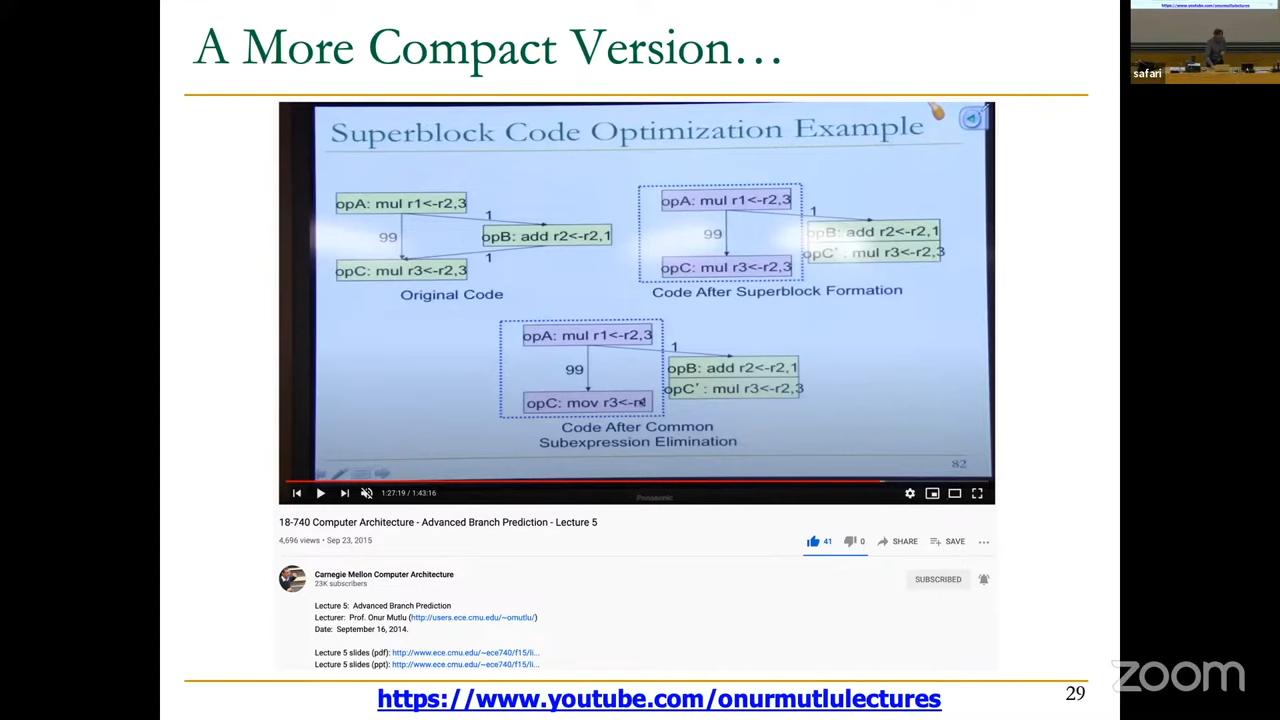 A More Compact Version…
https://www.youtube.com/onurmutlulectures
safari
Superblock Code Optimization Example
opA: mul r1<-r2,3
1
99
opB: add r2<-r2,1
1
opC: mul r3<-r2,3
Original Code
opA: mul r1<-r2,3
1
99
opB: add r2<-r2,1
opC' : mul r3<-r2,3
opC: mul r3<-r2,3
Code After Superblock Formation
opA: mul r1<-r2,3
1
99
opB: add r2<-r2,1
opC' : mul r3<-r2,3
opC: mov r3<-r1
Code After Common
Subexpression Elimination
82
1:27:19 / 1:43:16
Panasonic
18-740 Computer Architecture - Advanced Branch Prediction - Lecture 5
4,696 views • Sep 23, 2015
41
0
SHARE
SAVE
Carnegie Mellon Computer Architecture
23K subscribers
SUBSCRIBED
Lecture 5: Advanced Branch Prediction
Lecturer: Prof. Onur Mutlu (http://users.ece.cmu.edu/~omutlu/)
Date: September 16, 2014.
Lecture 5 slides (pdf): http://www.ece.cmu.edu/~ece740/f15/li...
Lecture 5 slides (ppt): http://www.ece.cmu.edu/~ece740/f15/li...
https://www.youtube.com/onurmutlulectures
29
zoom